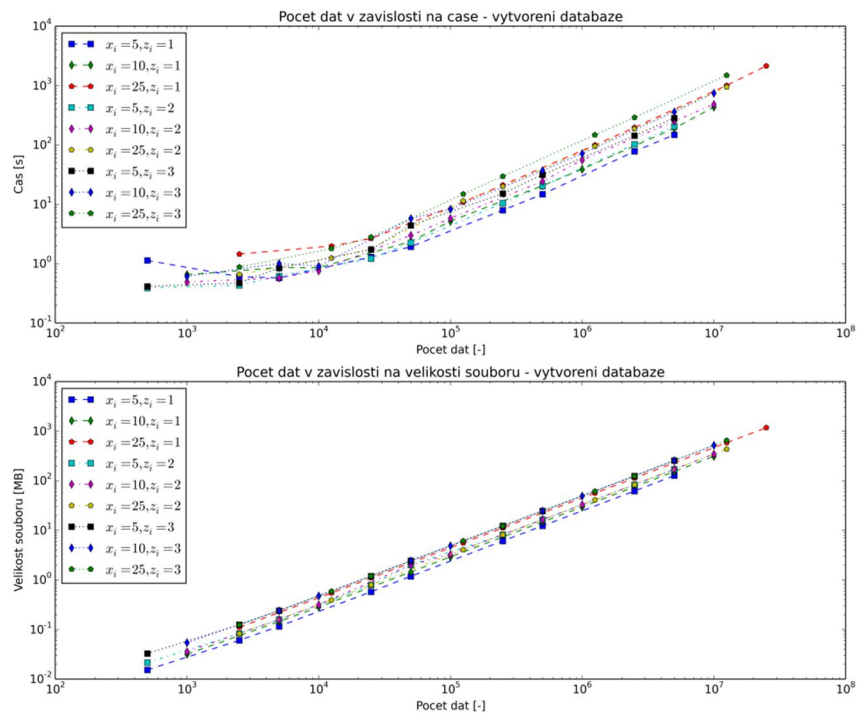 Pocet dat v zavislosti na case - vytvoreni databaze
Cas [s]
10^4
10^3
10^2
10^1
10^0
10^-1
x_i =5, z_i =1
x_i =10, z_i =1
x_i =25, z_i =1
x_i =5, z_i =2
x_i =10, z_i =2
x_i =25, z_i =2
x_i =5, z_i =3
x_i =10, z_i =3
x_i =25, z_i =3
10^2 10^3 10^4 10^5 10^6 10^7 10^8
Pocet dat [-]
Pocet dat v zavislosti na velikosti souboru - vytvoreni databaze
Velikost souboru [MB]
10^4
10^3
10^2
10^1
10^0
10^-1
10^-2
x_i =5, z_i =1
x_i =10, z_i =1
x_i =25, z_i =1
x_i =5, z_i =2
x_i =10, z_i =2
x_i =25, z_i =2
x_i =5, z_i =3
x_i =10, z_i =3
x_i =25, z_i =3
10^2 10^3 10^4 10^5 10^6 10^7 10^8
Pocet dat [-]